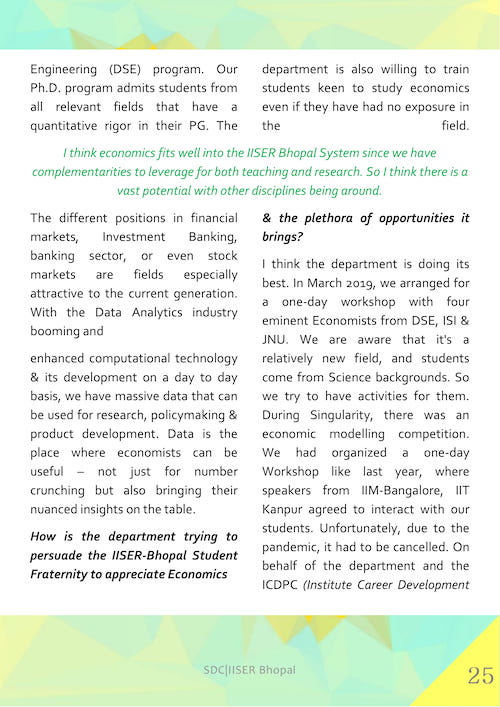 Engineering (DSE) program. Our
Ph.D. program admits students from
all relevant fields that have a
quantitative rigor in their PG. The
department is also willing to train
students keen to study economics
even if they have had no exposure in
the field.
I think economics fits well into the IISER Bhopal System since we have
complementarities to leverage for both teaching and research. So I think there is a
vast potential with other disciplines being around.
The different positions in financial
markets, Investment Banking,
banking sector, or even stock
markets are fields especially
attractive to the current generation.
With the Data Analytics industry
booming and
enhanced computational technology
& its development on a day to day
basis, we have massive data that can
be used for research, policymaking &
product development. Data is the
place where economists can be
useful – not just for number
crunching but also bringing their
nuanced insights on the table.
How is the department trying to
persuade the IISER-Bhopal Student
Fraternity to appreciate Economics
& the plethora of opportunities it
brings?
I think the department is doing its
best. In March 2019, we arranged for
a one-day workshop with four
eminent Economists from DSE, ISI &
JNU. We are aware that it's a
relatively new field, and students
come from Science backgrounds. So
we try to have activities for them.
During Singularity, there was an
economic modelling competition.
We had organized a one-day
Workshop like last year, where
speakers from IIM-Bangalore, IIT
Kanpur agreed to interact with our
students. Unfortunately, due to the
pandemic, it had to be cancelled. On
behalf of the department and the
ICDPC (Institute Career Development
SDC|IISER Bhopal
25